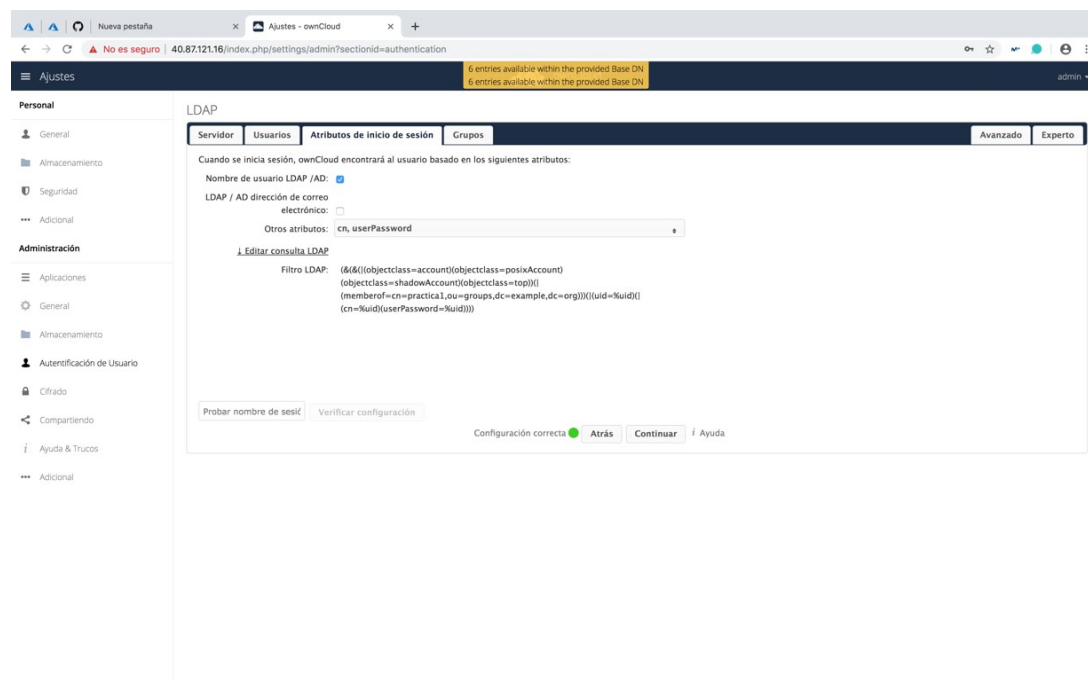 Nueva pestaña
Ajustes - ownCloud
No es seguro | 40.87.121.16/index.php/settings/admin?sectionid=authentication
Ajustes
6 entries available within the provided Base DN
6 entries available within the provided Base DN
admin
Personal
General
Almacenamiento
Seguridad
Adicional
Administración
Aplicaciones
General
Almacenamiento
Autentificación de Usuario
Cifrado
Compartiendo
Ayuda & Trucos
Adicional
LDAP
Servidor Usuarios Atributos de inicio de sesión Grupos Avanzado Experto
Cuando se inicia sesión, ownCloud encontrará al usuario basado en los siguientes atributos:
Nombre de usuario LDAP /AD:
LDAP / AD dirección de correo
electrónico:
Otros atributos: cn, userPassword
↓ Editar consulta LDAP
Filtro LDAP: (&(&(|(objectclass=account)(objectclass=posixAccount)
(objectclass=shadowAccount)(objectclass=top))(|
(memberof=cn=practica1,ou=groups,dc=example,dc=org)))(|(uid=%uid)(|
(cn=%uid)(userPassword=%uid))))
Probar nombre de sesic Verificar configuración
Configuración correcta Atrás Continuar i Ayuda